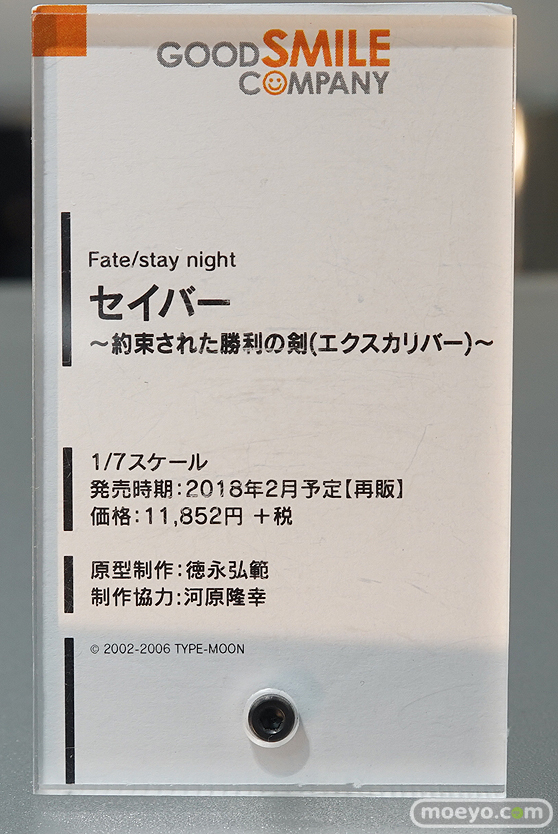 GOODSMILE
COMPANY
Fate/stay night
セイバー
～約束された勝利の剣(エクスカリバー)～
1/7スケール
発売時期：2018年2月予定【再販】
価格：11,852円 ＋税
原型制作：徳永弘範
制作協力：河原隆幸
© 2002-2006 TYPE-MOON
moeyo.com